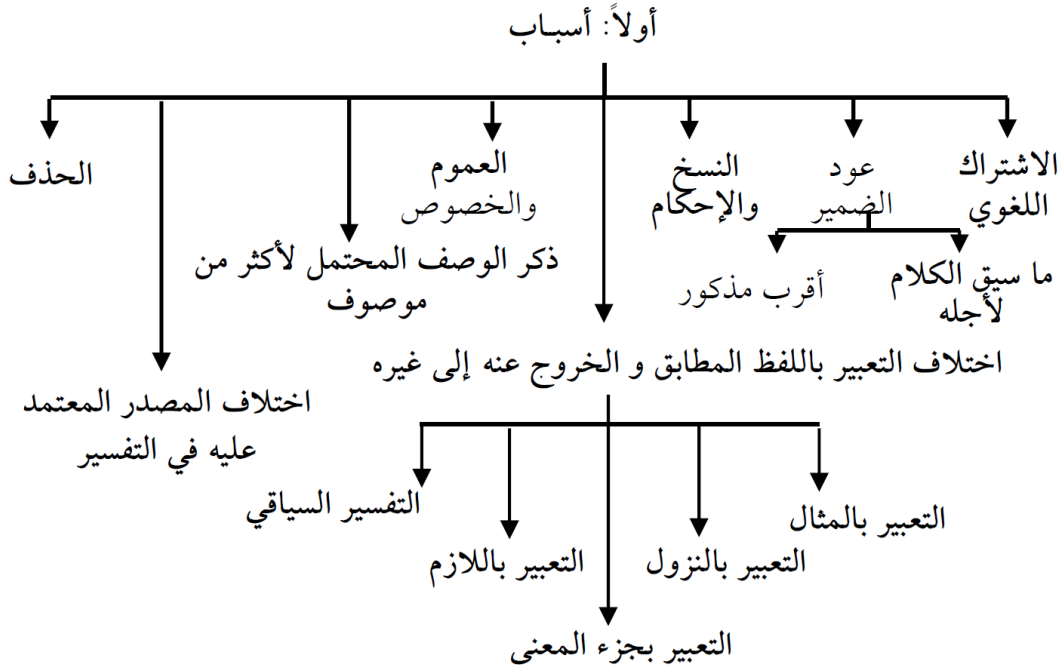 أولاً: أسباب
الاشتراك
اللغوي
عود
الضمير
النسخ
والإحكام
العموم
والخصوص
الحذف
ما سيق الكلام
لأجله
أقرب مذكور
ذكر الوصف المحتمل لأكثر من
موصوف
اختلاف التعبير باللفظ المطابق و الخروج عنه إلى غيره
اختلاف المصدر المعتمد
عليه في التفسير
التعبير بالمثال
التعبير بالنزول
التعبير بجزء المعنى
التعبير باللازم
التفسير السياقي